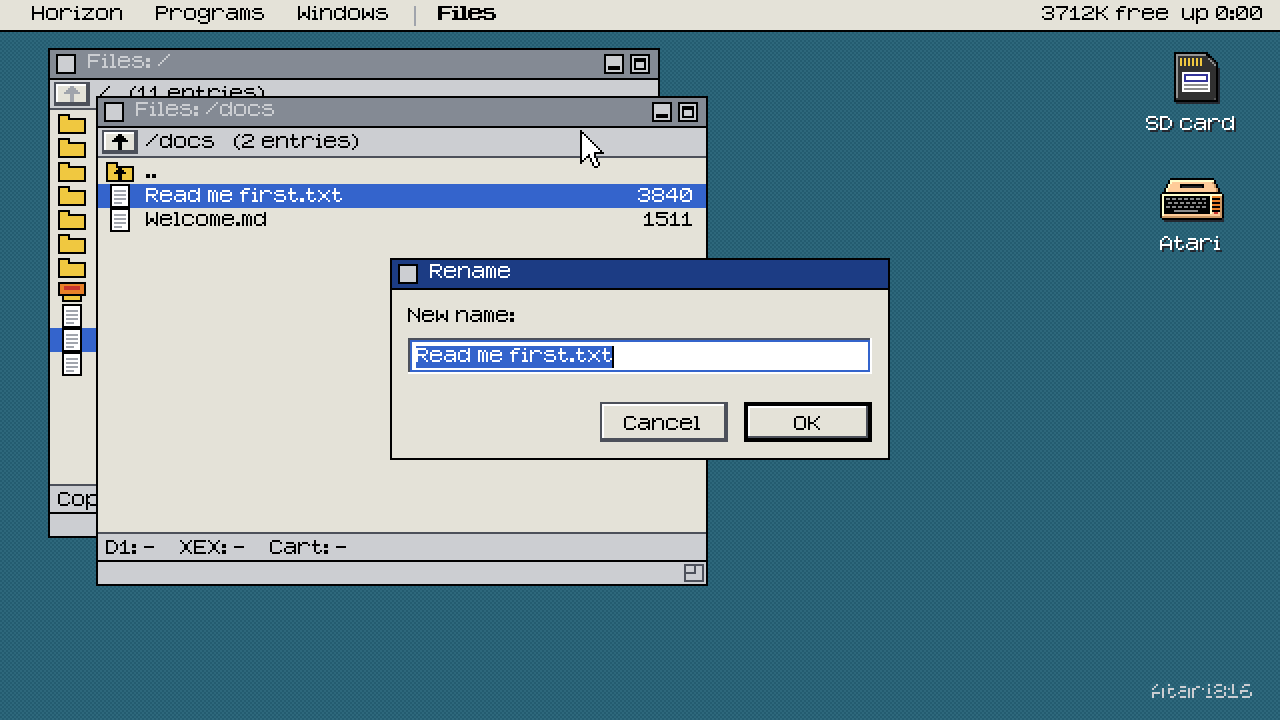 Horizon Programs Windows | Files 3712K free up 0:00
Files: /
/ (11 entries)
Files: /docs
/docs (2 entries)
..
Read me first.txt 3840
Welcome.md 1511
Rename
New name:
Read me first.txt
Cancel OK
Cop
D1: - XEX: - Cart: -
SD card
Atari
Atari816